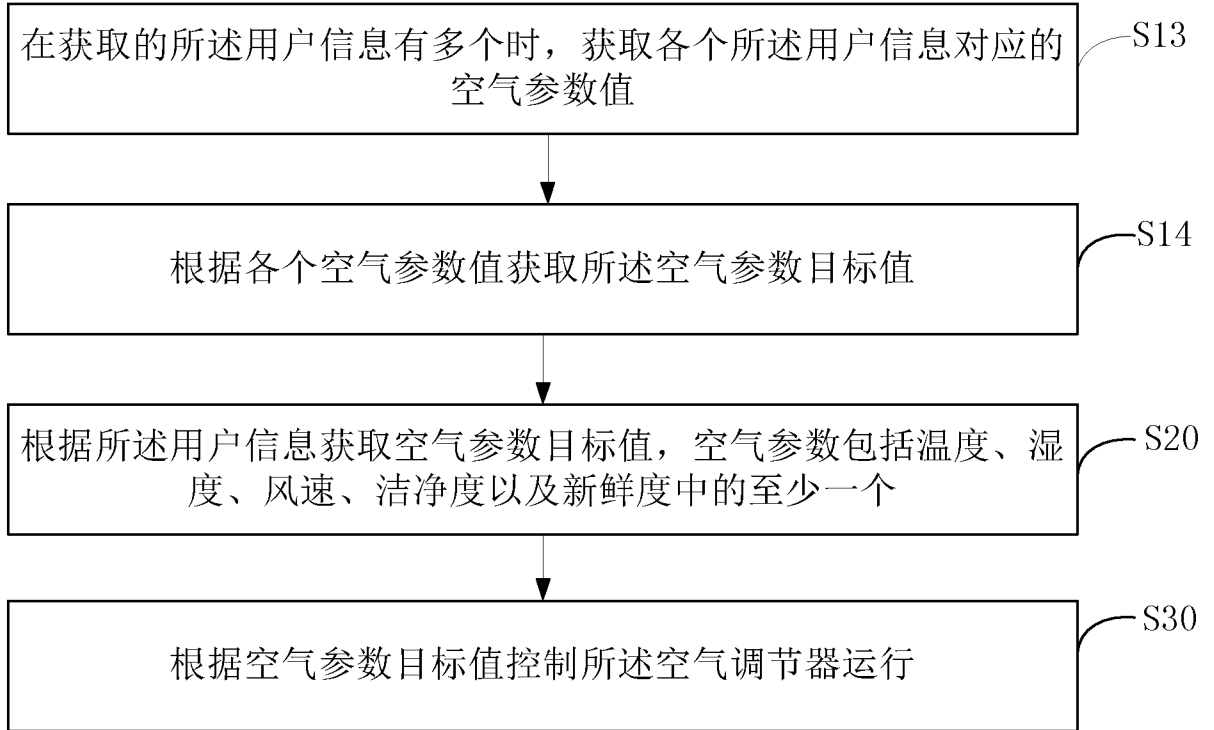 在获取的所述用户信息有多个时，获取各个所述用户信息对应的
空气参数值
S13
根据各个空气参数值获取所述空气参数目标值
S14
根据所述用户信息获取空气参数目标值，空气参数包括温度、湿
度、风速、洁净度以及新鲜度中的至少一个
S20
根据空气参数目标值控制所述空气调节器运行
S30